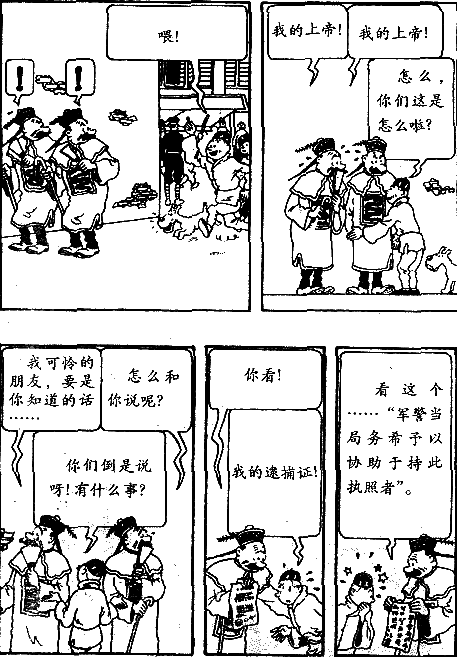 喂！
！
！
我的上帝！
我的上帝！
怎么，
你们这是
怎么啦？
我可怜的
朋友，要是
你知道的话
……
怎么和
你说呢？
你们倒是说
呀！有什么事？
你看！
我的逮捕证！
看这个
……“军警当
局务希予以
协助于持此
执照者”。